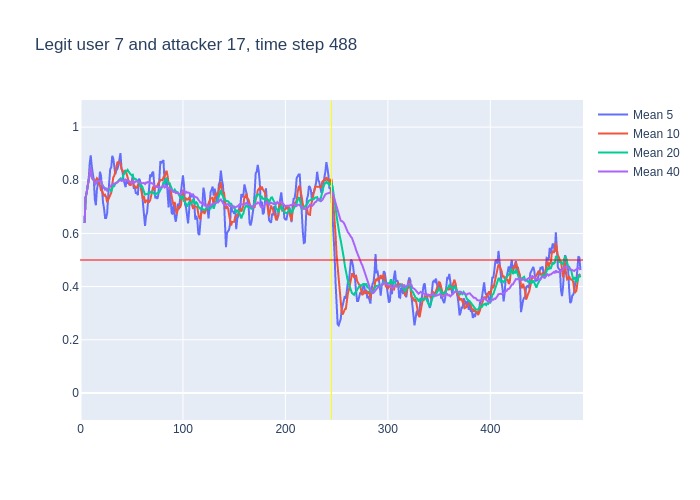 Legit user 7 and attacker 17, time step 488
Mean 5
Mean 10
Mean 20
Mean 40
1
0.8
0.6
0.4
0.2
0
0 100 200 300 400